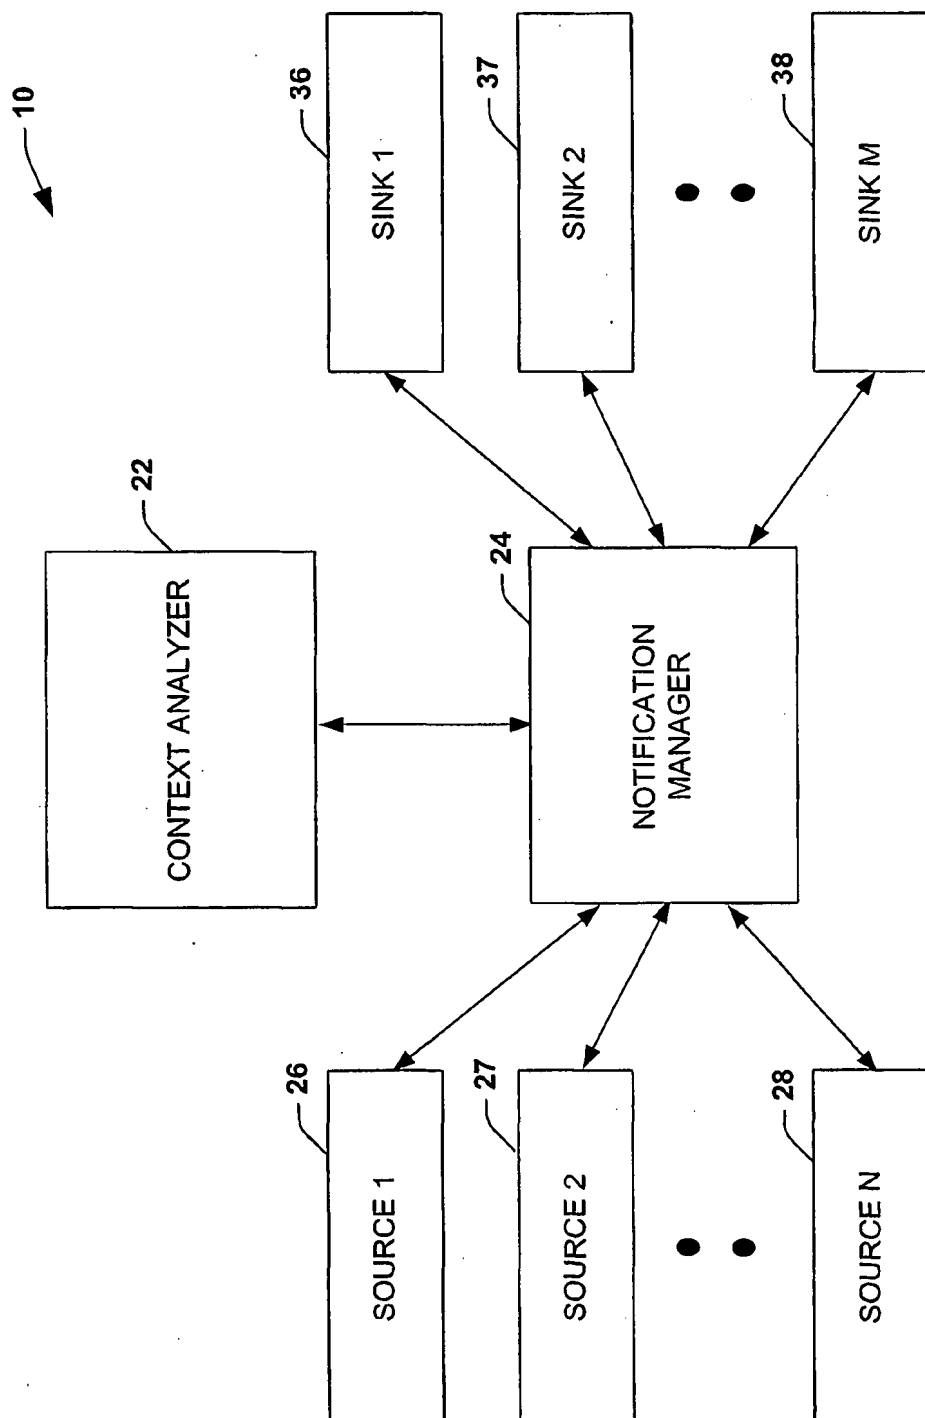 10
CONTEXT ANALYZER
22
SOURCE 1
26
SOURCE 2
27
SOURCE N
28
NOTIFICATION
MANAGER
24
SINK 1
36
SINK 2
37
SINK M
38